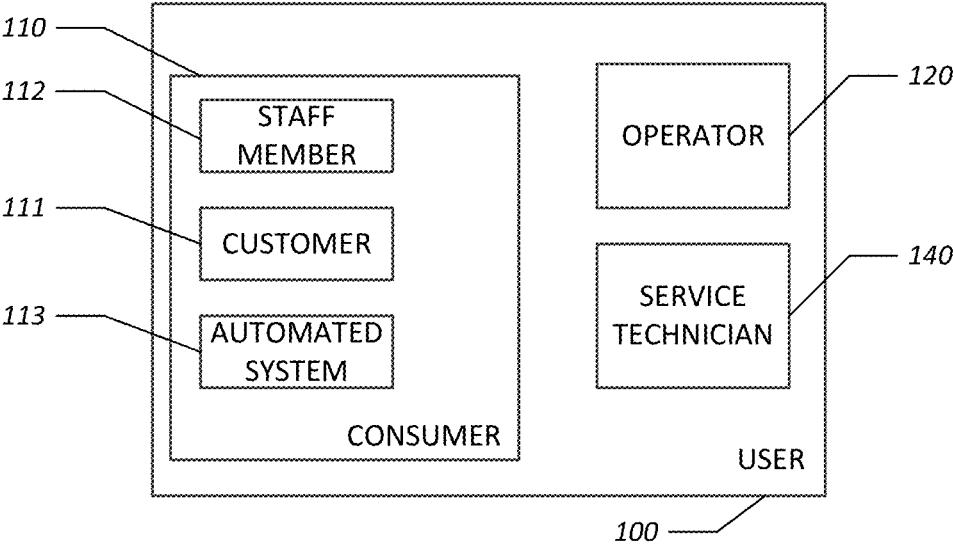 110
112
STAFF
MEMBER
111
CUSTOMER
113
AUTOMATED
SYSTEM
CONSUMER
120
OPERATOR
140
SERVICE
TECHNICIAN
USER
100